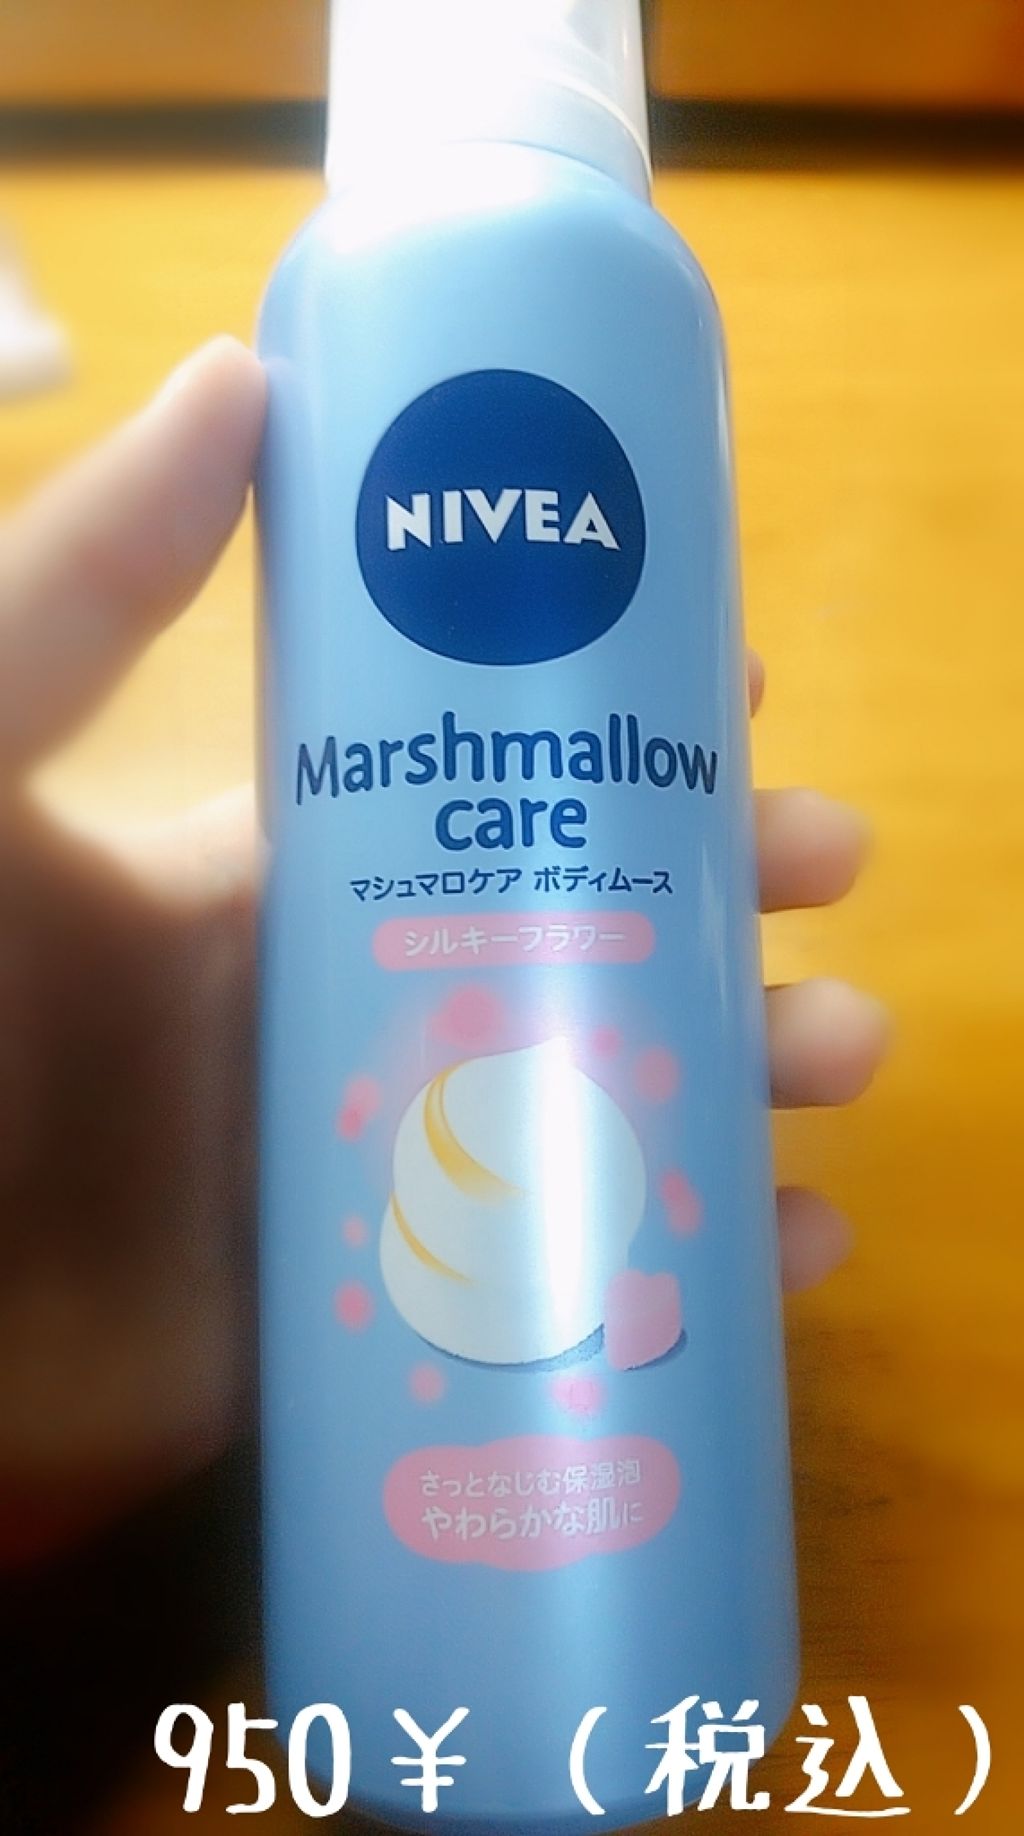 NIVEA
Marshmallow
care
マシュマロケア ボディムース
シルキーフラワー
さっとなじむ保湿泡
やわらかな肌に
950¥(税込)